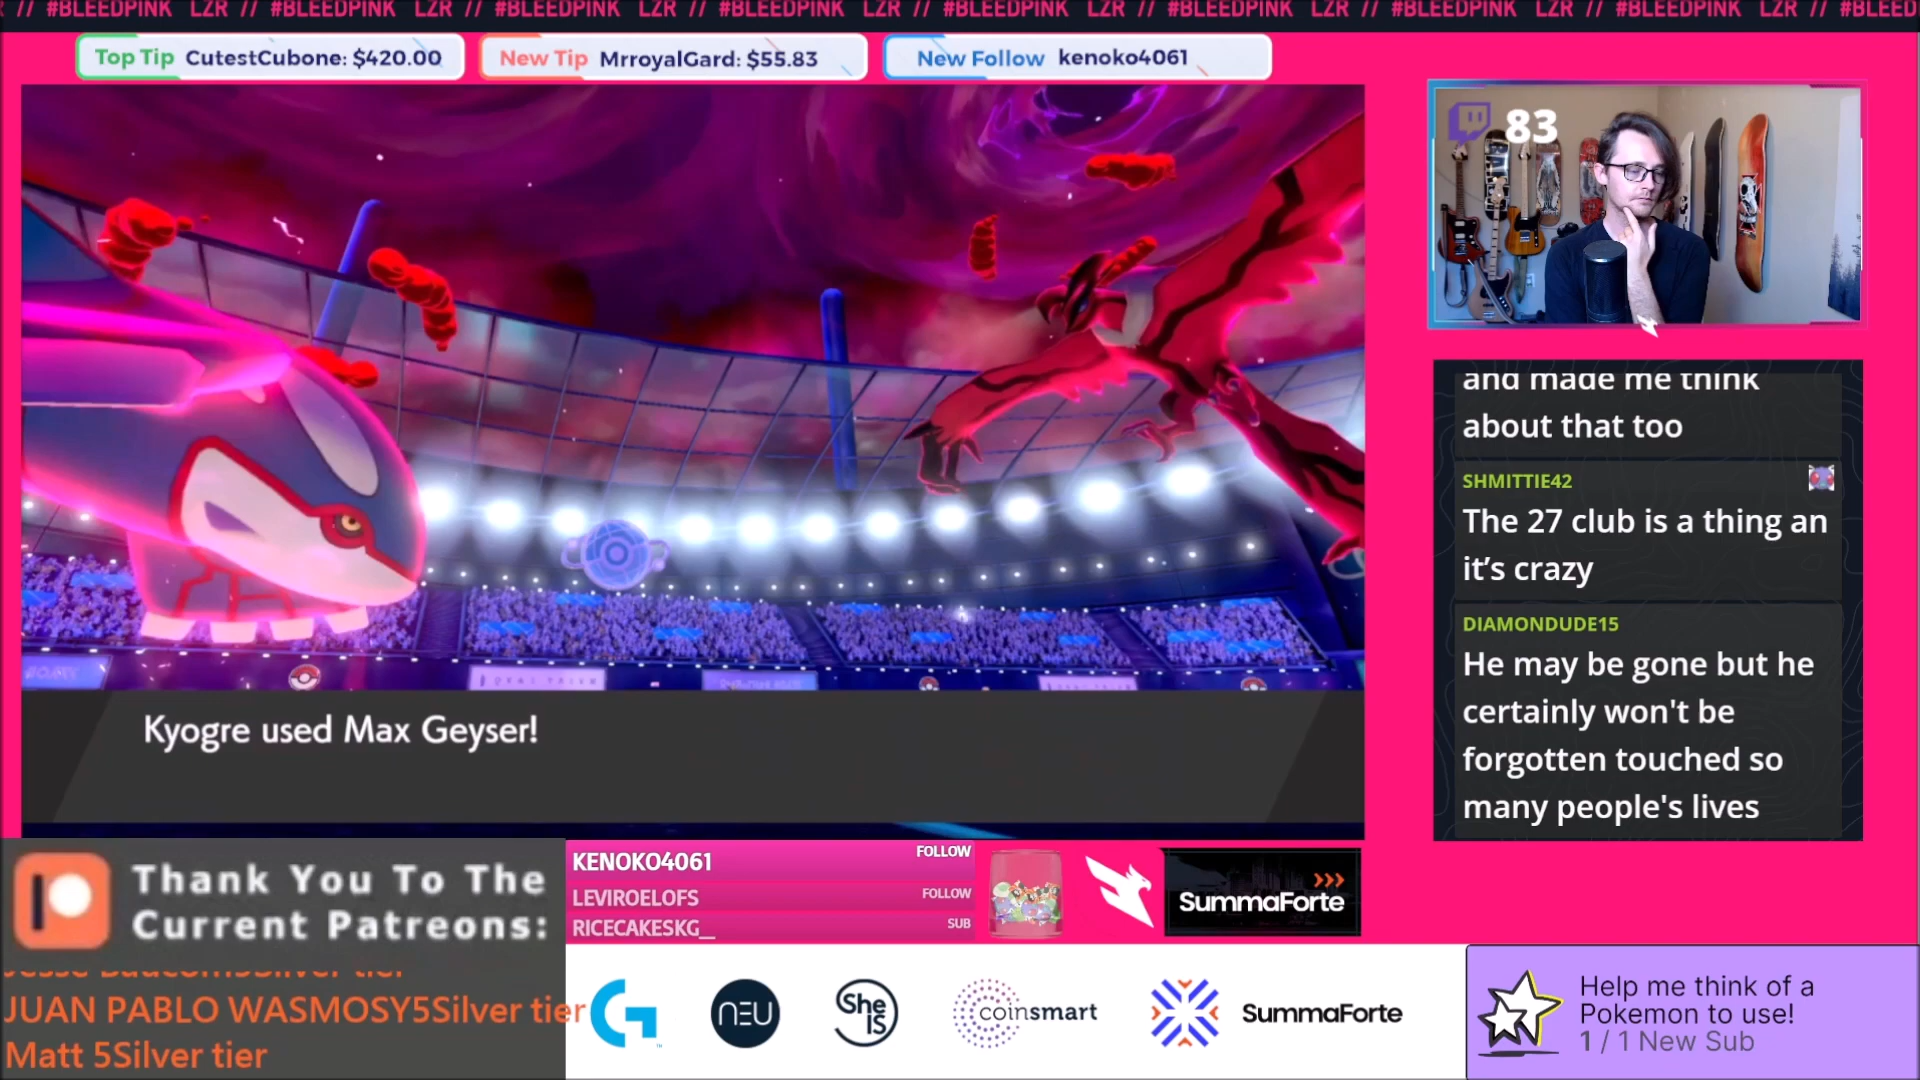 // #BLEEDPINK LZR // #BLEEDPINK LZR // #BLEEDPINK LZR // #BLEEDPINK LZR // #BLEEDPINK LZR // #BLEEDPINK LZR // #BLEEDPINK LZR // #BLEEDPINK LZR // #BLEED
Top Tip CutestCubone: $420.00
New Tip MrroyalGard: $55.83
New Follow kenoko4061
83
and made me think
about that too
SHMITTIE42
The 27 club is a thing an
it's crazy
DIAMONDUDE15
He may be gone but he
certainly won't be
forgotten touched so
many people's lives
Kyogre used Max Geyser!
Thank You To The
Current Patreons:
JUAN PABLO WASMOSY5Silver tier
Matt 5Silver tier
KENOKO4061 FOLLOW
LEVIROELOFS FOLLOW
RICECAKESKG_ SUB
SummaForte
G
NEU
She
IS
coinsmart
SummaForte
Help me think of a
Pokemon to use!
1 / 1 New Sub